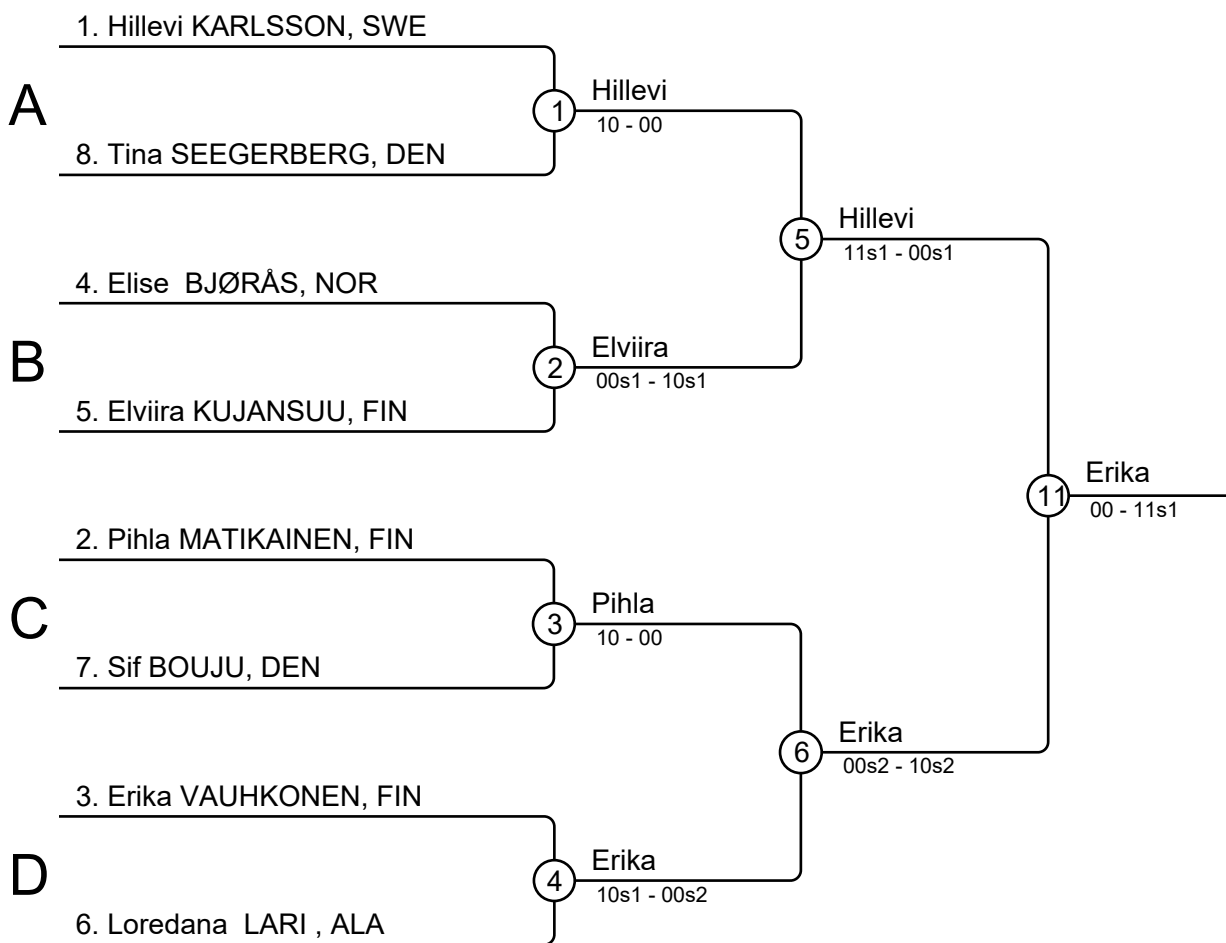 1. Hillevi KARLSSON, SWE
A
1
Hillevi
10 - 00
8. Tina SEEGERBERG, DEN
5
Hillevi
11s1 - 00s1
4. Elise  BJØRÅS, NOR
B
2
Elviira
00s1 - 10s1
5. Elviira KUJANSUU, FIN
11
Erika
00 - 11s1
2. Pihla MATIKAINEN, FIN
C
3
Pihla
10 - 00
7. Sif BOUJU, DEN
6
Erika
00s2 - 10s2
3. Erika VAUHKONEN, FIN
D
4
Erika
10s1 - 00s2
6. Loredana  LARI , ALA